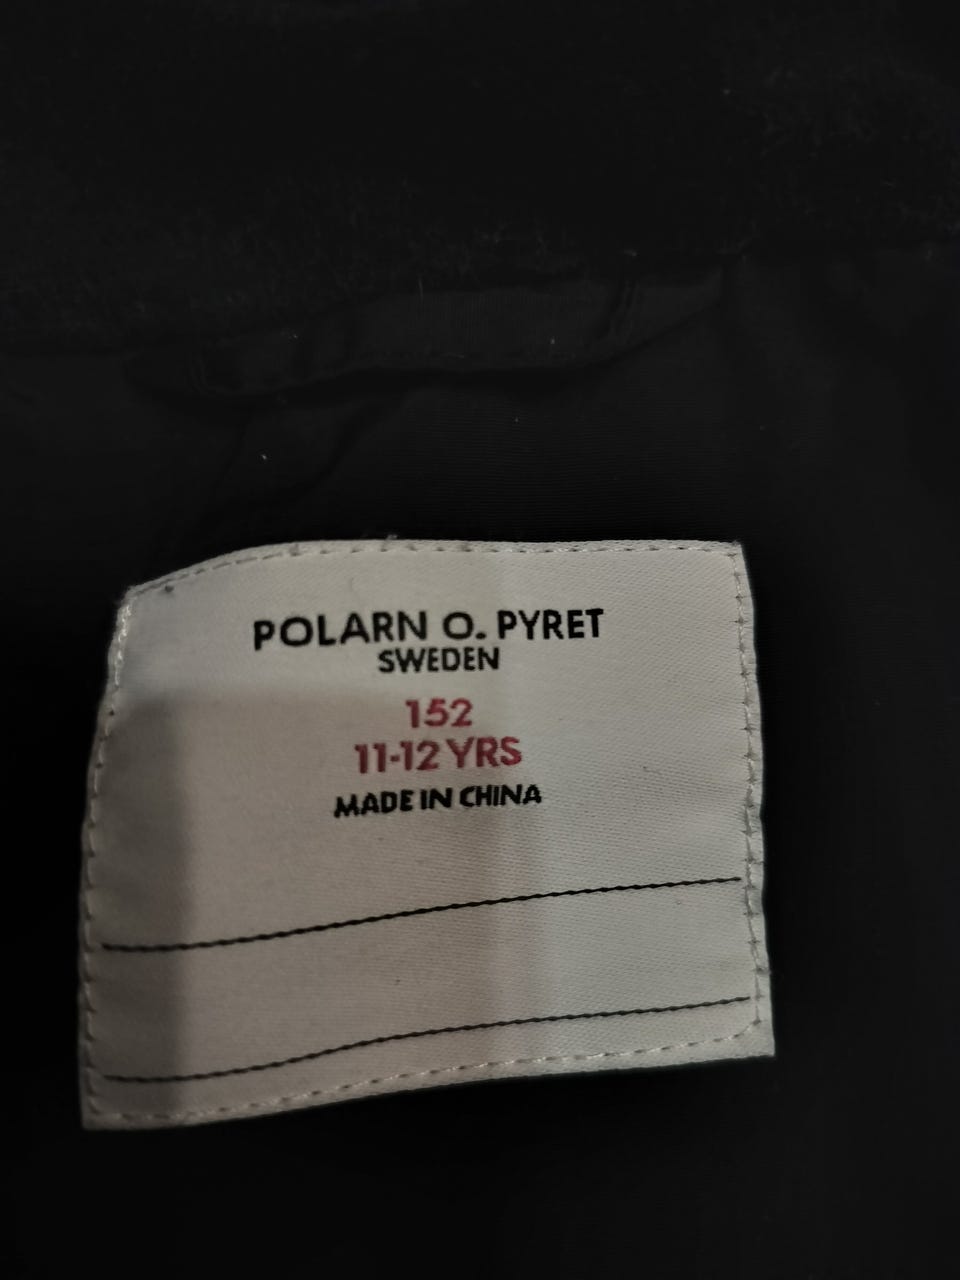 POLARN O. PYRET
SWEDEN
152
11-12 YRS
MADE IN CHINA